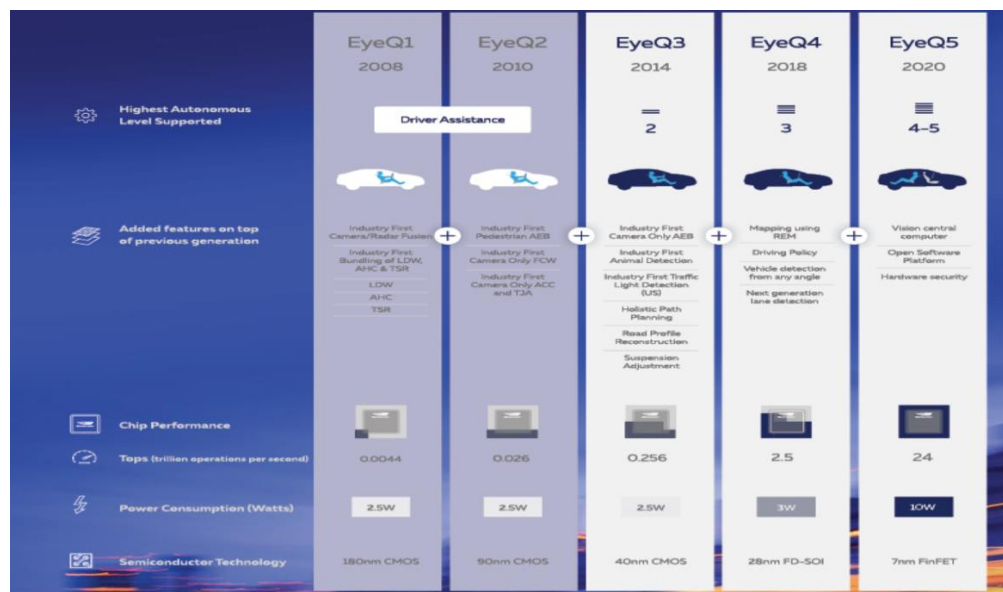 EyeQ1
2008
EyeQ2
2010
EyeQ3
2014
EyeQ4
2018
EyeQ5
2020
Highest Autonomous
Level Supported
Driver Assistance
2
3
4-5
Added features on top
of previous generation
Industry First
Camera/Radar Fusion
Industry First
Bundling of LDW,
AHC & TSR
LDW
AHC
TSR
+
Industry First
Pedestrian AEB
Industry First
Camera Only FCW
Industry First
Camera Only ACC
and TJA
+
Industry First
Camera Only AEB
Industry First
Animal Detection
Industry First Traffic
Light Detection
(US)
Holistic Path
Planning
Road Profile
Reconstruction
Suspension
Adjustment
+
Mapping using
REM
Driving Policy
Vehicle detection
from any angle
Next generation
lane detection
+
Vision central
computer
Open Software
Platform
Hardware security
Chip Performance
Tops (trillion operations per second)
0.0044
0.026
0.256
2.5
24
Power Consumption (Watts)
2.5W
2.5W
2.5W
3W
10W
Semiconductor Technology
180nm CMOS
90nm CMOS
40nm CMOS
28nm FD-SOI
7nm FinFET